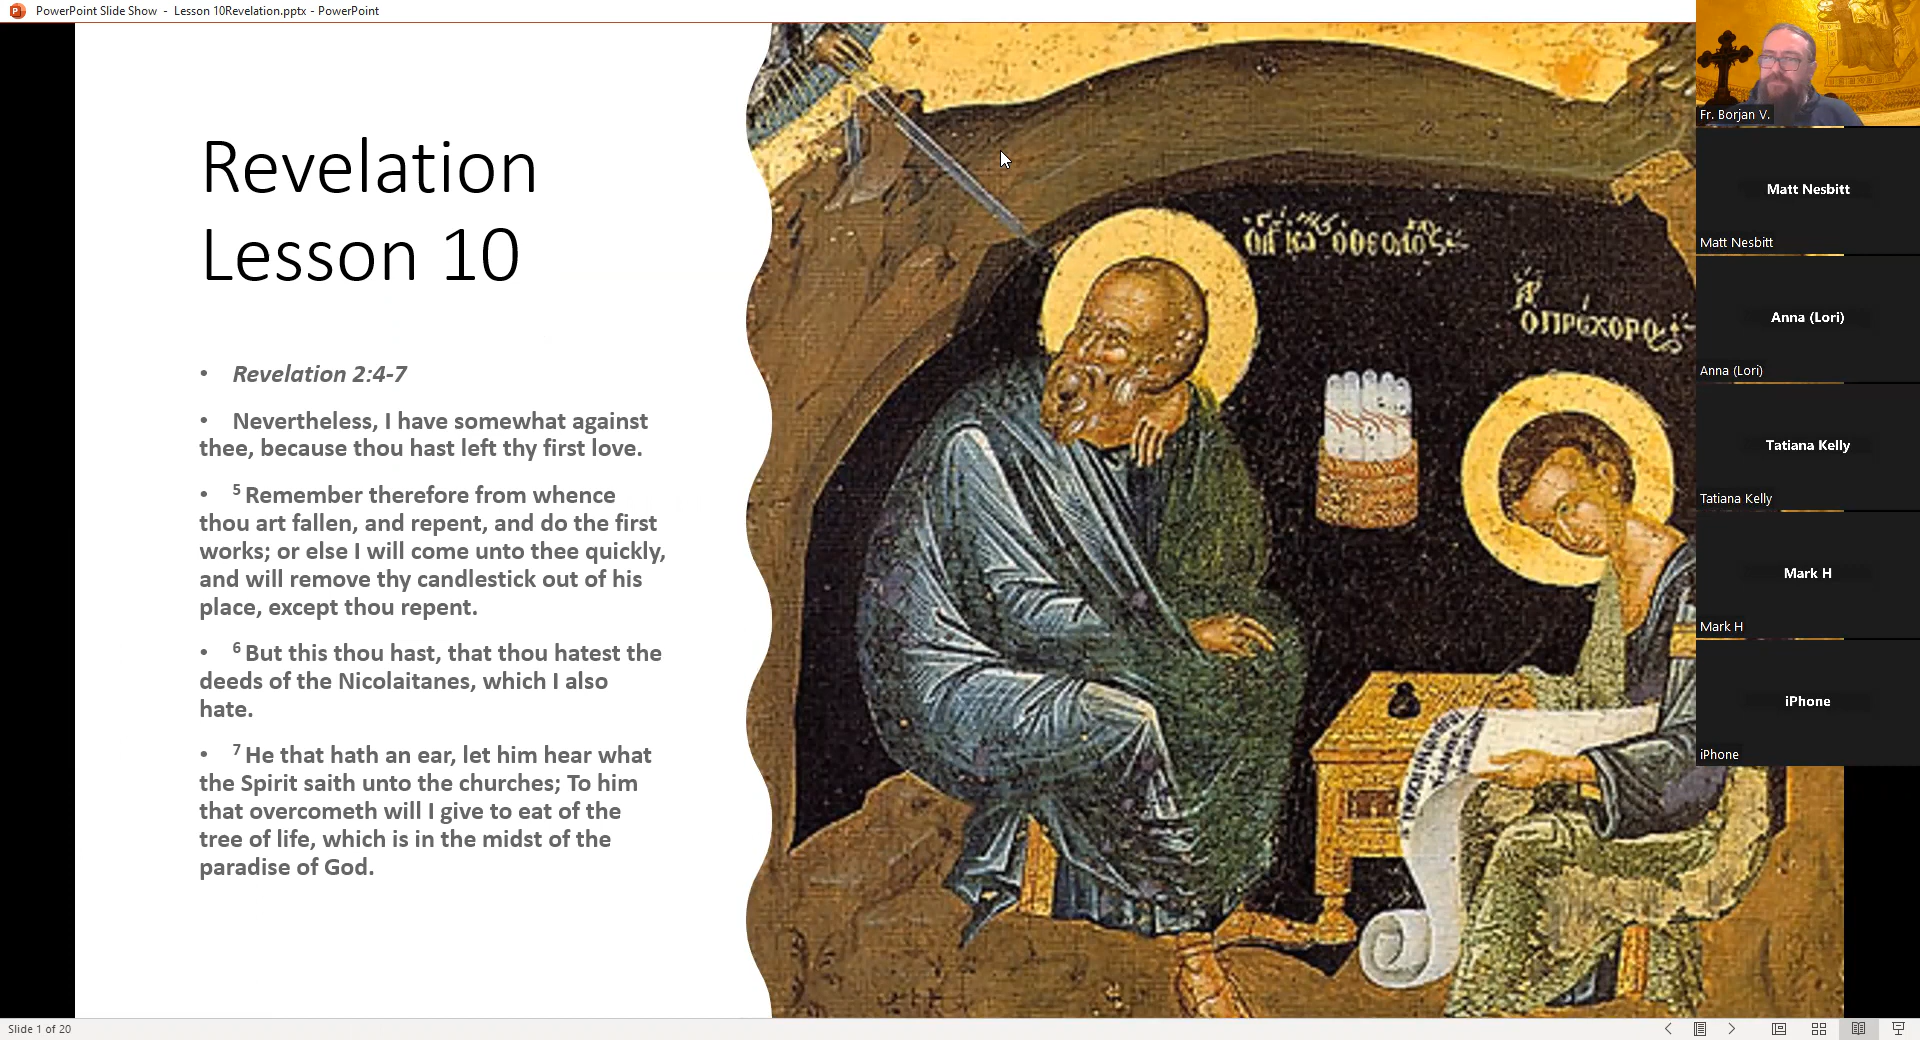 PowerPoint Slide Show - Lesson 10Revelation.pptx - PowerPoint
Revelation
Lesson 10
• Revelation 2:4-7
• Nevertheless, I have somewhat against
thee, because thou hast left thy first love.
• 5 Remember therefore from whence
thou art fallen, and repent, and do the first
works; or else I will come unto thee quickly,
and will remove thy candlestick out of his
place, except thou repent.
• 6 But this thou hast, that thou hatest the
deeds of the Nicolaitanes, which I also
hate.
• 7 He that hath an ear, let him hear what
the Spirit saith unto the churches; To him
that overcometh will I give to eat of the
tree of life, which is in the midst of the
paradise of God.
Fr. Borjan V.
Matt Nesbitt
Matt Nesbitt
Anna (Lori)
Anna (Lori)
Tatiana Kelly
Tatiana Kelly
Mark H
Mark H
iPhone
iPhone
Slide 1 of 20